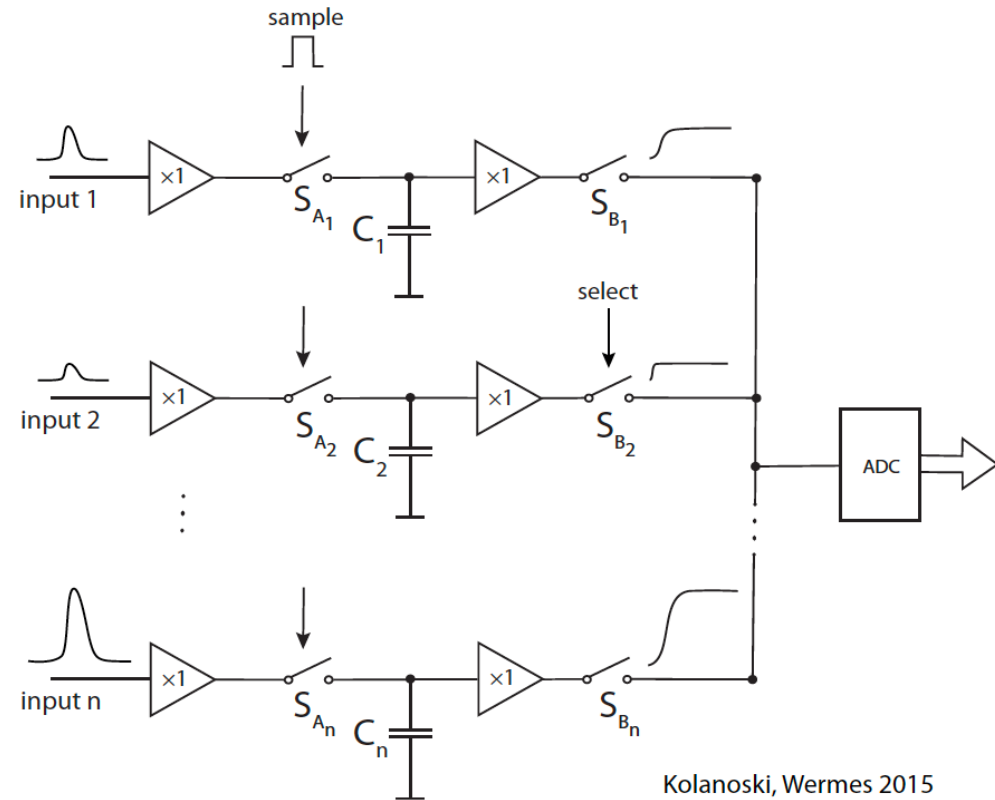 sample
×1
×1
input 1
S_A1
C_1
S_B1
select
×1
×1
input 2
S_A2
C_2
S_B2
ADC
×1
×1
input n
S_An
C_n
S_Bn
Kolanoski, Wermes 2015